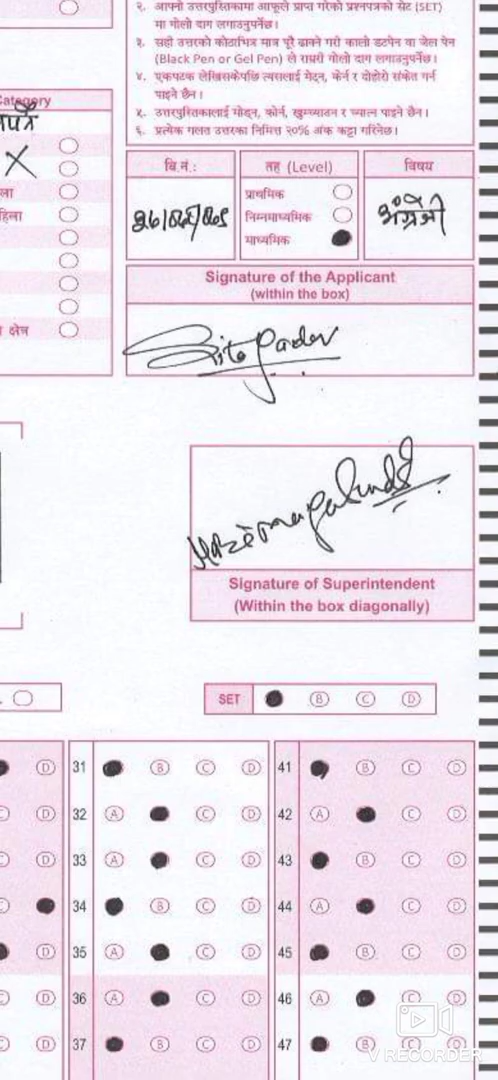 २. आफ्नो उत्तरपुस्तिकामा आफूले प्राप्त गरेको प्रश्नपत्रको सेट (SET)
मा गोलो दाग लगाउनुपर्नेछ।
३. सही उत्तरको कोठाभित्र मात्र पूरै ढाक्ने गरी कालो डटपेन वा जेल पेन
(Black Pen or Gel Pen) ले राम्ररी गोलो दाग लगाउनुपर्नेछ।
४. एकपटक लेखिसकेपछि त्यसलाई मेट्न, केर्न र दोहोरो संकेत गर्न
पाइने छैन।
५. उत्तरपुस्तिकालाई मोड्न, कोर्न, खुम्च्याउन र च्यात्न पाइने छैन।
६. प्रत्येक गलत उत्तरका निमित्त २०% अंक कट्टा गरिनेछ।
Category
ला
हिला
क्षेत्र
वि.नं.:
तह (Level)
विषय
प्राथमिक
निम्नमाध्यमिक
माध्यमिक
अंग्रेजी
Signature of the Applicant
(within the box)
Signature of Superintendent
(Within the box diagonally)
SET B C D
D 31 B C D 41 B C D
D 32 A C D 42 A C D
D 33 A C D 43 B C D
34 B C D 44 A C D
D 35 A C D 45 B C D
D 36 A C D 46 A C D
D 37 B C D 47 B C D
V RECORDER